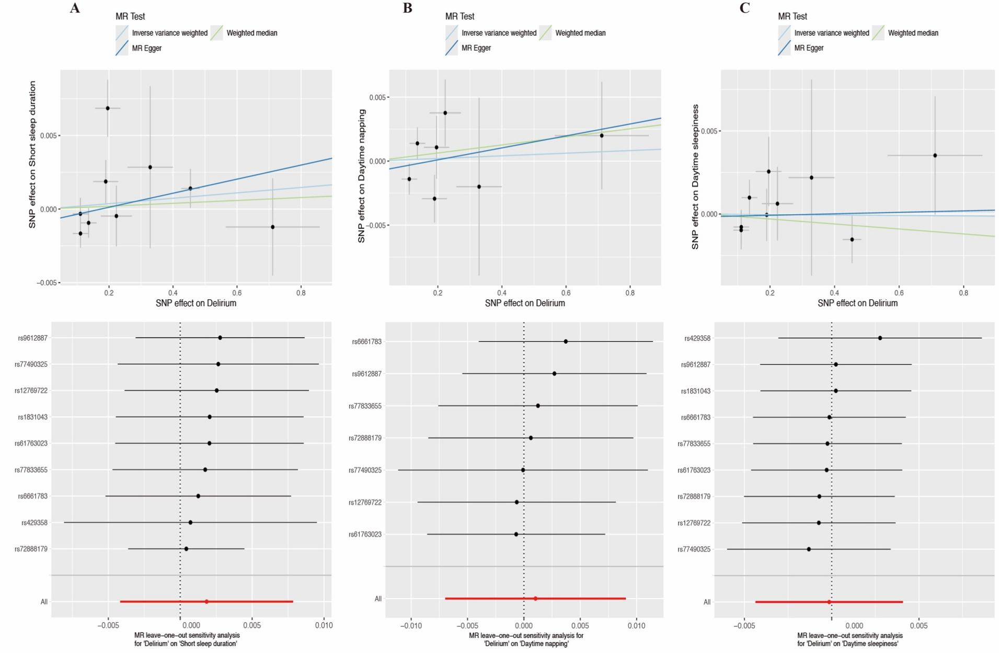 A
MR Test
Inverse variance weighted
Weighted median
MR Egger
SNP effect on Short sleep duration
0.005
0.000
−0.005
0.2
0.4
0.6
0.8
SNP effect on Delirium
B
MR Test
Inverse variance weighted
Weighted median
MR Egger
SNP effect on Daytime napping
0.005
0.000
−0.005
0.2
0.4
0.6
0.8
SNP effect on Delirium
C
MR Test
Inverse variance weighted
Weighted median
MR Egger
SNP effect on Daytime sleepiness
0.005
0.000
0.2
0.4
0.6
0.8
SNP effect on Delirium
rs9612887
rs77490325
rs12769722
rs1831043
rs61763023
rs77833655
rs6661783
rs429358
rs72888179
All
−0.005
0.000
0.005
0.010
MR leave−one−out sensitivity analysis
for 'Delirium' on 'Short sleep duration'
rs6661783
rs9612887
rs77833655
rs72888179
rs77490325
rs12769722
rs61763023
All
−0.010
−0.005
0.000
0.005
0.010
MR leave−one−out sensitivity analysis for
'Delirium' on 'Daytime napping'
rs429358
rs9612887
rs1831043
rs6661783
rs77833655
rs61763023
rs72888179
rs12769722
rs77490325
All
−0.005
0.000
0.005
MR leave−one−out sensitivity analysis
for 'Delirium' on 'Daytime sleepiness'